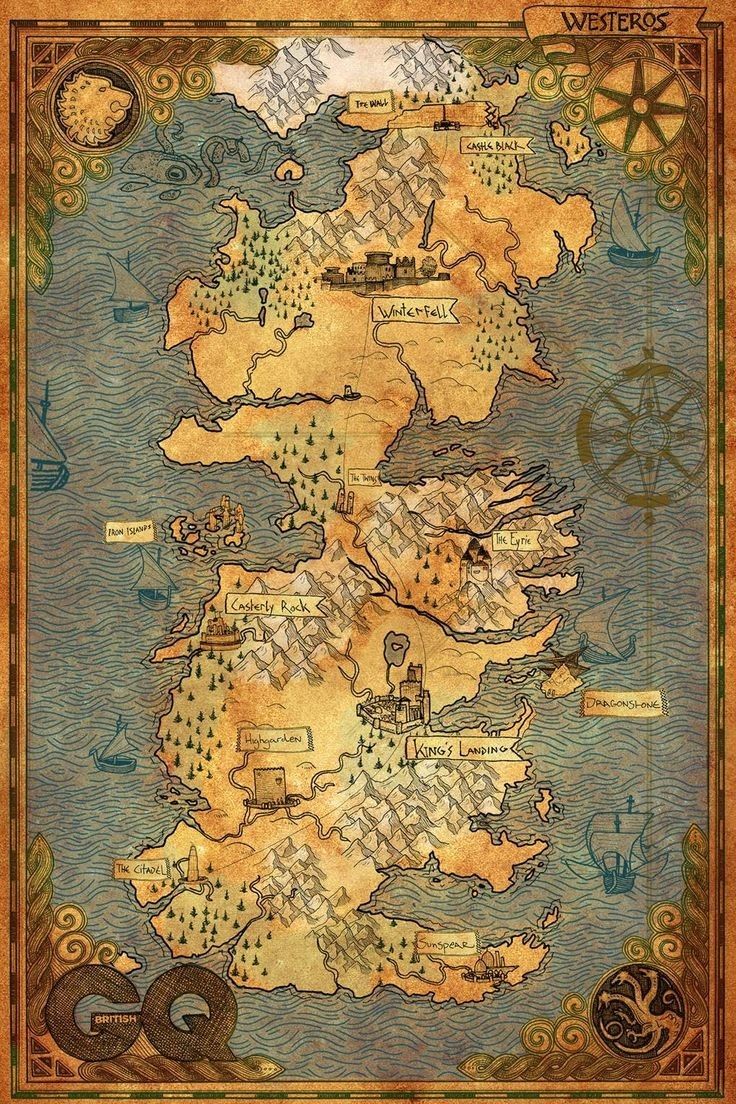 WESTEROS
THE WALL
CASTLE BLACK
WINTERFELL
THE TWINS
IRON ISLANDS
THE EYRIE
CASTERLY ROCK
DRAGONSTONE
Highgarden
KING'S LANDING
THE CITADEL
SUNSPEAR
BRITISH
GQ